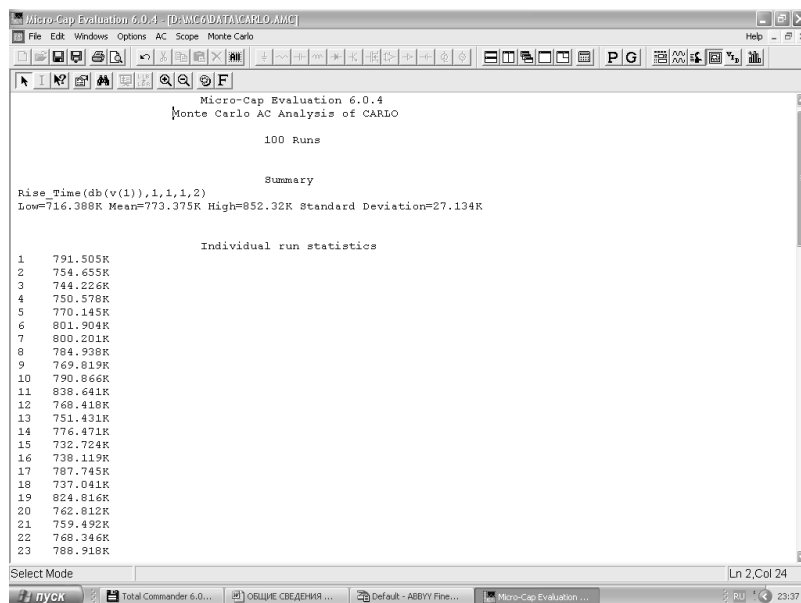 Micro-Cap Evaluation 6.0.4 - [D:\MC6\DATA\CARLO.AMC]
File Edit Windows Options AC Scope Monte Carlo Help
Micro-Cap Evaluation 6.0.4
Monte Carlo AC Analysis of CARLO
100 Runs
Summary
Rise_Time(db(v(1)),1,1,1,2)
Low=716.388K Mean=773.375K High=852.32K Standard Deviation=27.134K
Individual run statistics
1 791.505K
2 754.655K
3 744.226K
4 750.578K
5 770.145K
6 801.904K
7 800.201K
8 784.938K
9 769.819K
10 790.866K
11 838.641K
12 768.418K
13 751.431K
14 776.471K
15 732.724K
16 738.119K
17 787.745K
18 737.041K
19 824.816K
20 762.812K
21 759.492K
22 768.346K
23 788.918K
Select Mode Ln 2,Col 24
пуск Total Commander 6.0... ОБЩИЕ СВЕДЕНИЯ ... Default - ABBYY Fine... Micro-Cap Evaluation ... RU 23:37